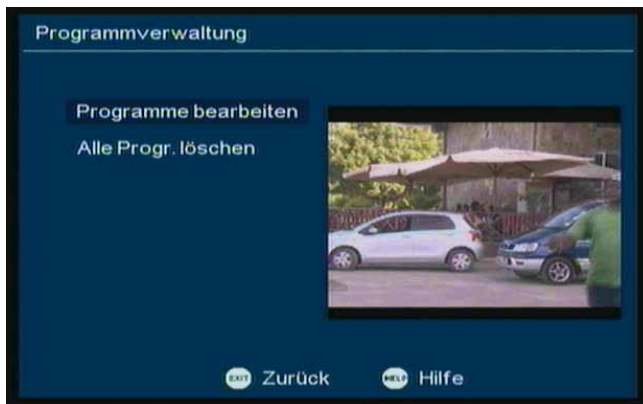 Programmverwaltung
Programme bearbeiten
Alle Progr. löschen
EXIT Zurück HELP Hilfe